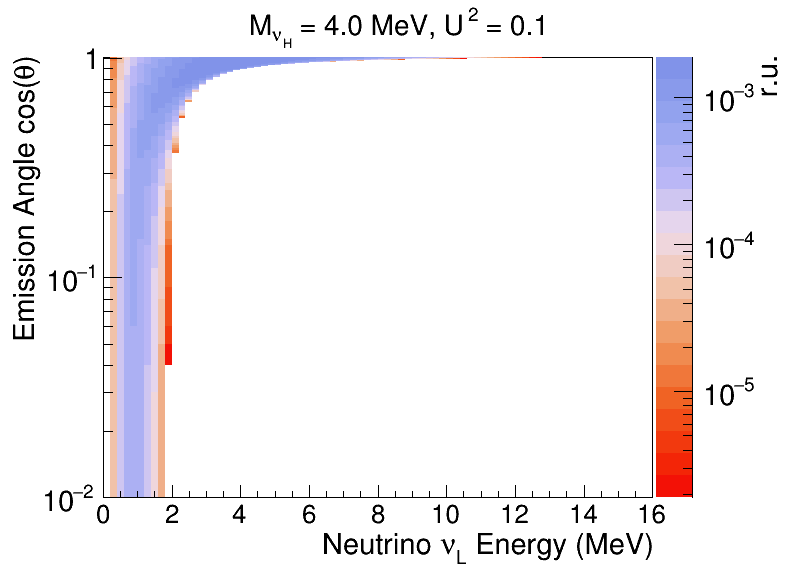 M_{ν_H} = 4.0 MeV, U² = 0.1
Emission Angle cos(θ)
r.u.
1
10⁻¹
10⁻²
10⁻³
10⁻⁴
10⁻⁵
0 2 4 6 8 10 12 14 16
Neutrino ν_L Energy (MeV)